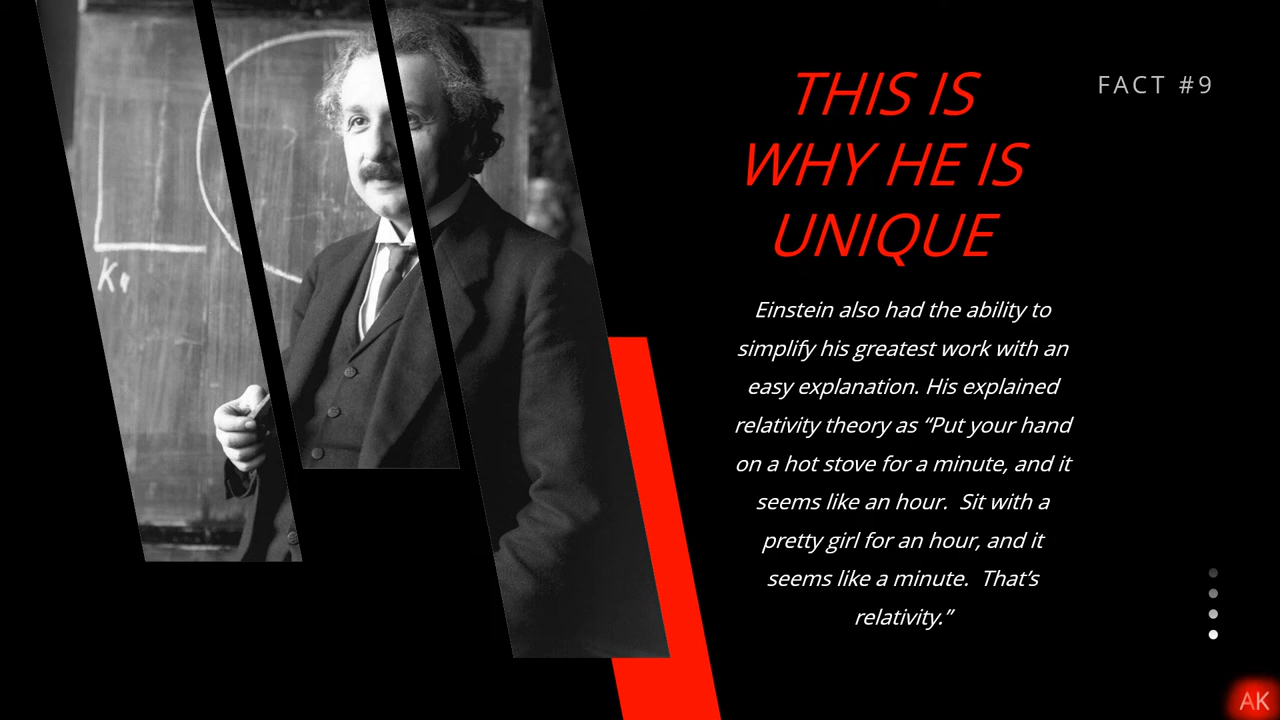 THIS IS
WHY HE IS
UNIQUE
FACT #9
Einstein also had the ability to
simplify his greatest work with an
easy explanation. His explained
relativity theory as “Put your hand
on a hot stove for a minute, and it
seems like an hour.  Sit with a
pretty girl for an hour, and it
seems like a minute.  That’s
relativity.”
AK